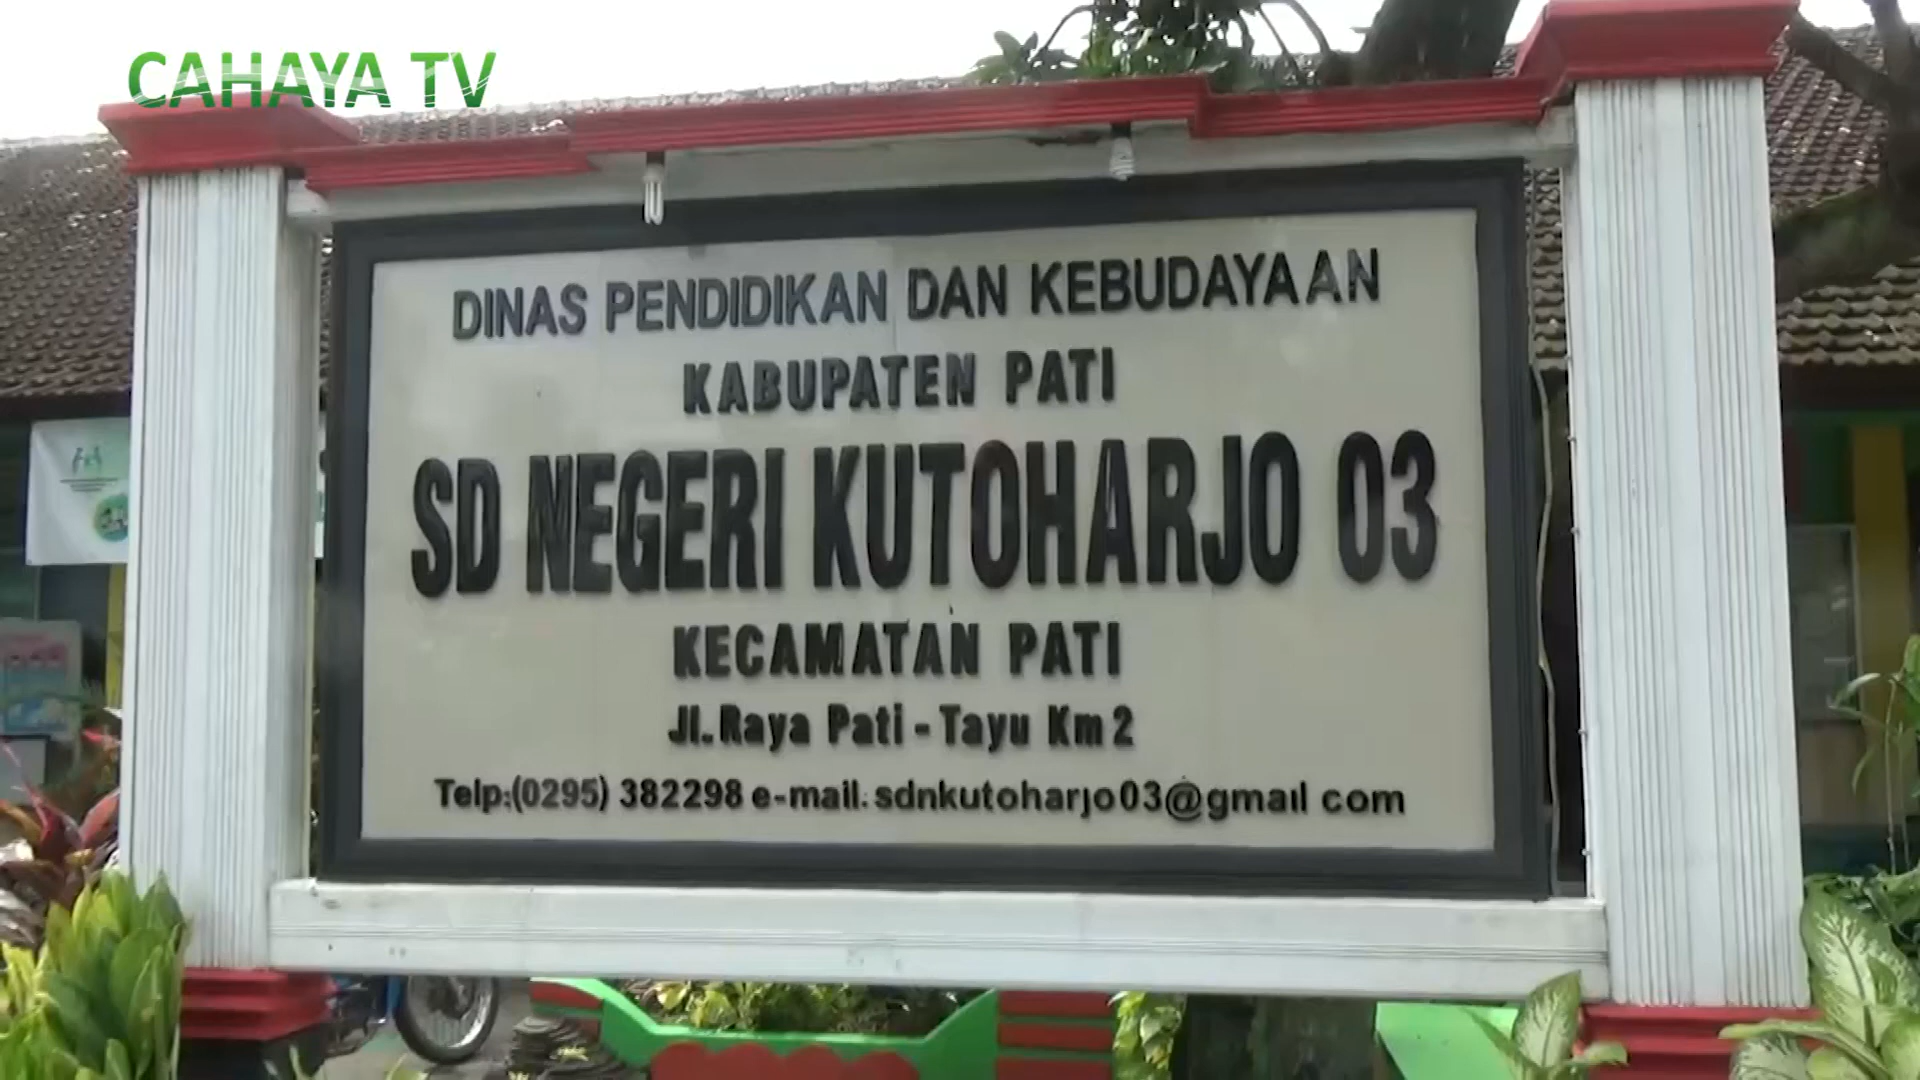 CAHAYA TV
DINAS PENDIDIKAN DAN KEBUDAYAAN
KABUPATEN PATI
SD NEGERI KUTOHARJO 03
KECAMATAN PATI
Jl. Raya Pati - Tayu Km 2
Telp:(0295) 382298 e-mail: sdnkutoharjo03@gmail com